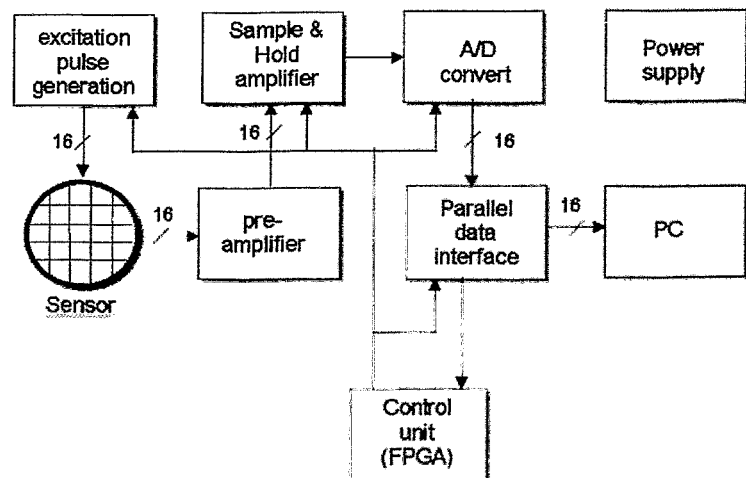 excitation
pulse
generation
Sample &
Hold
amplifier
A/D
convert
Power
supply
16
16
16
16
pre-
amplifier
Parallel
data
interface
16
PC
Sensor
Control
unit
(FPGA)